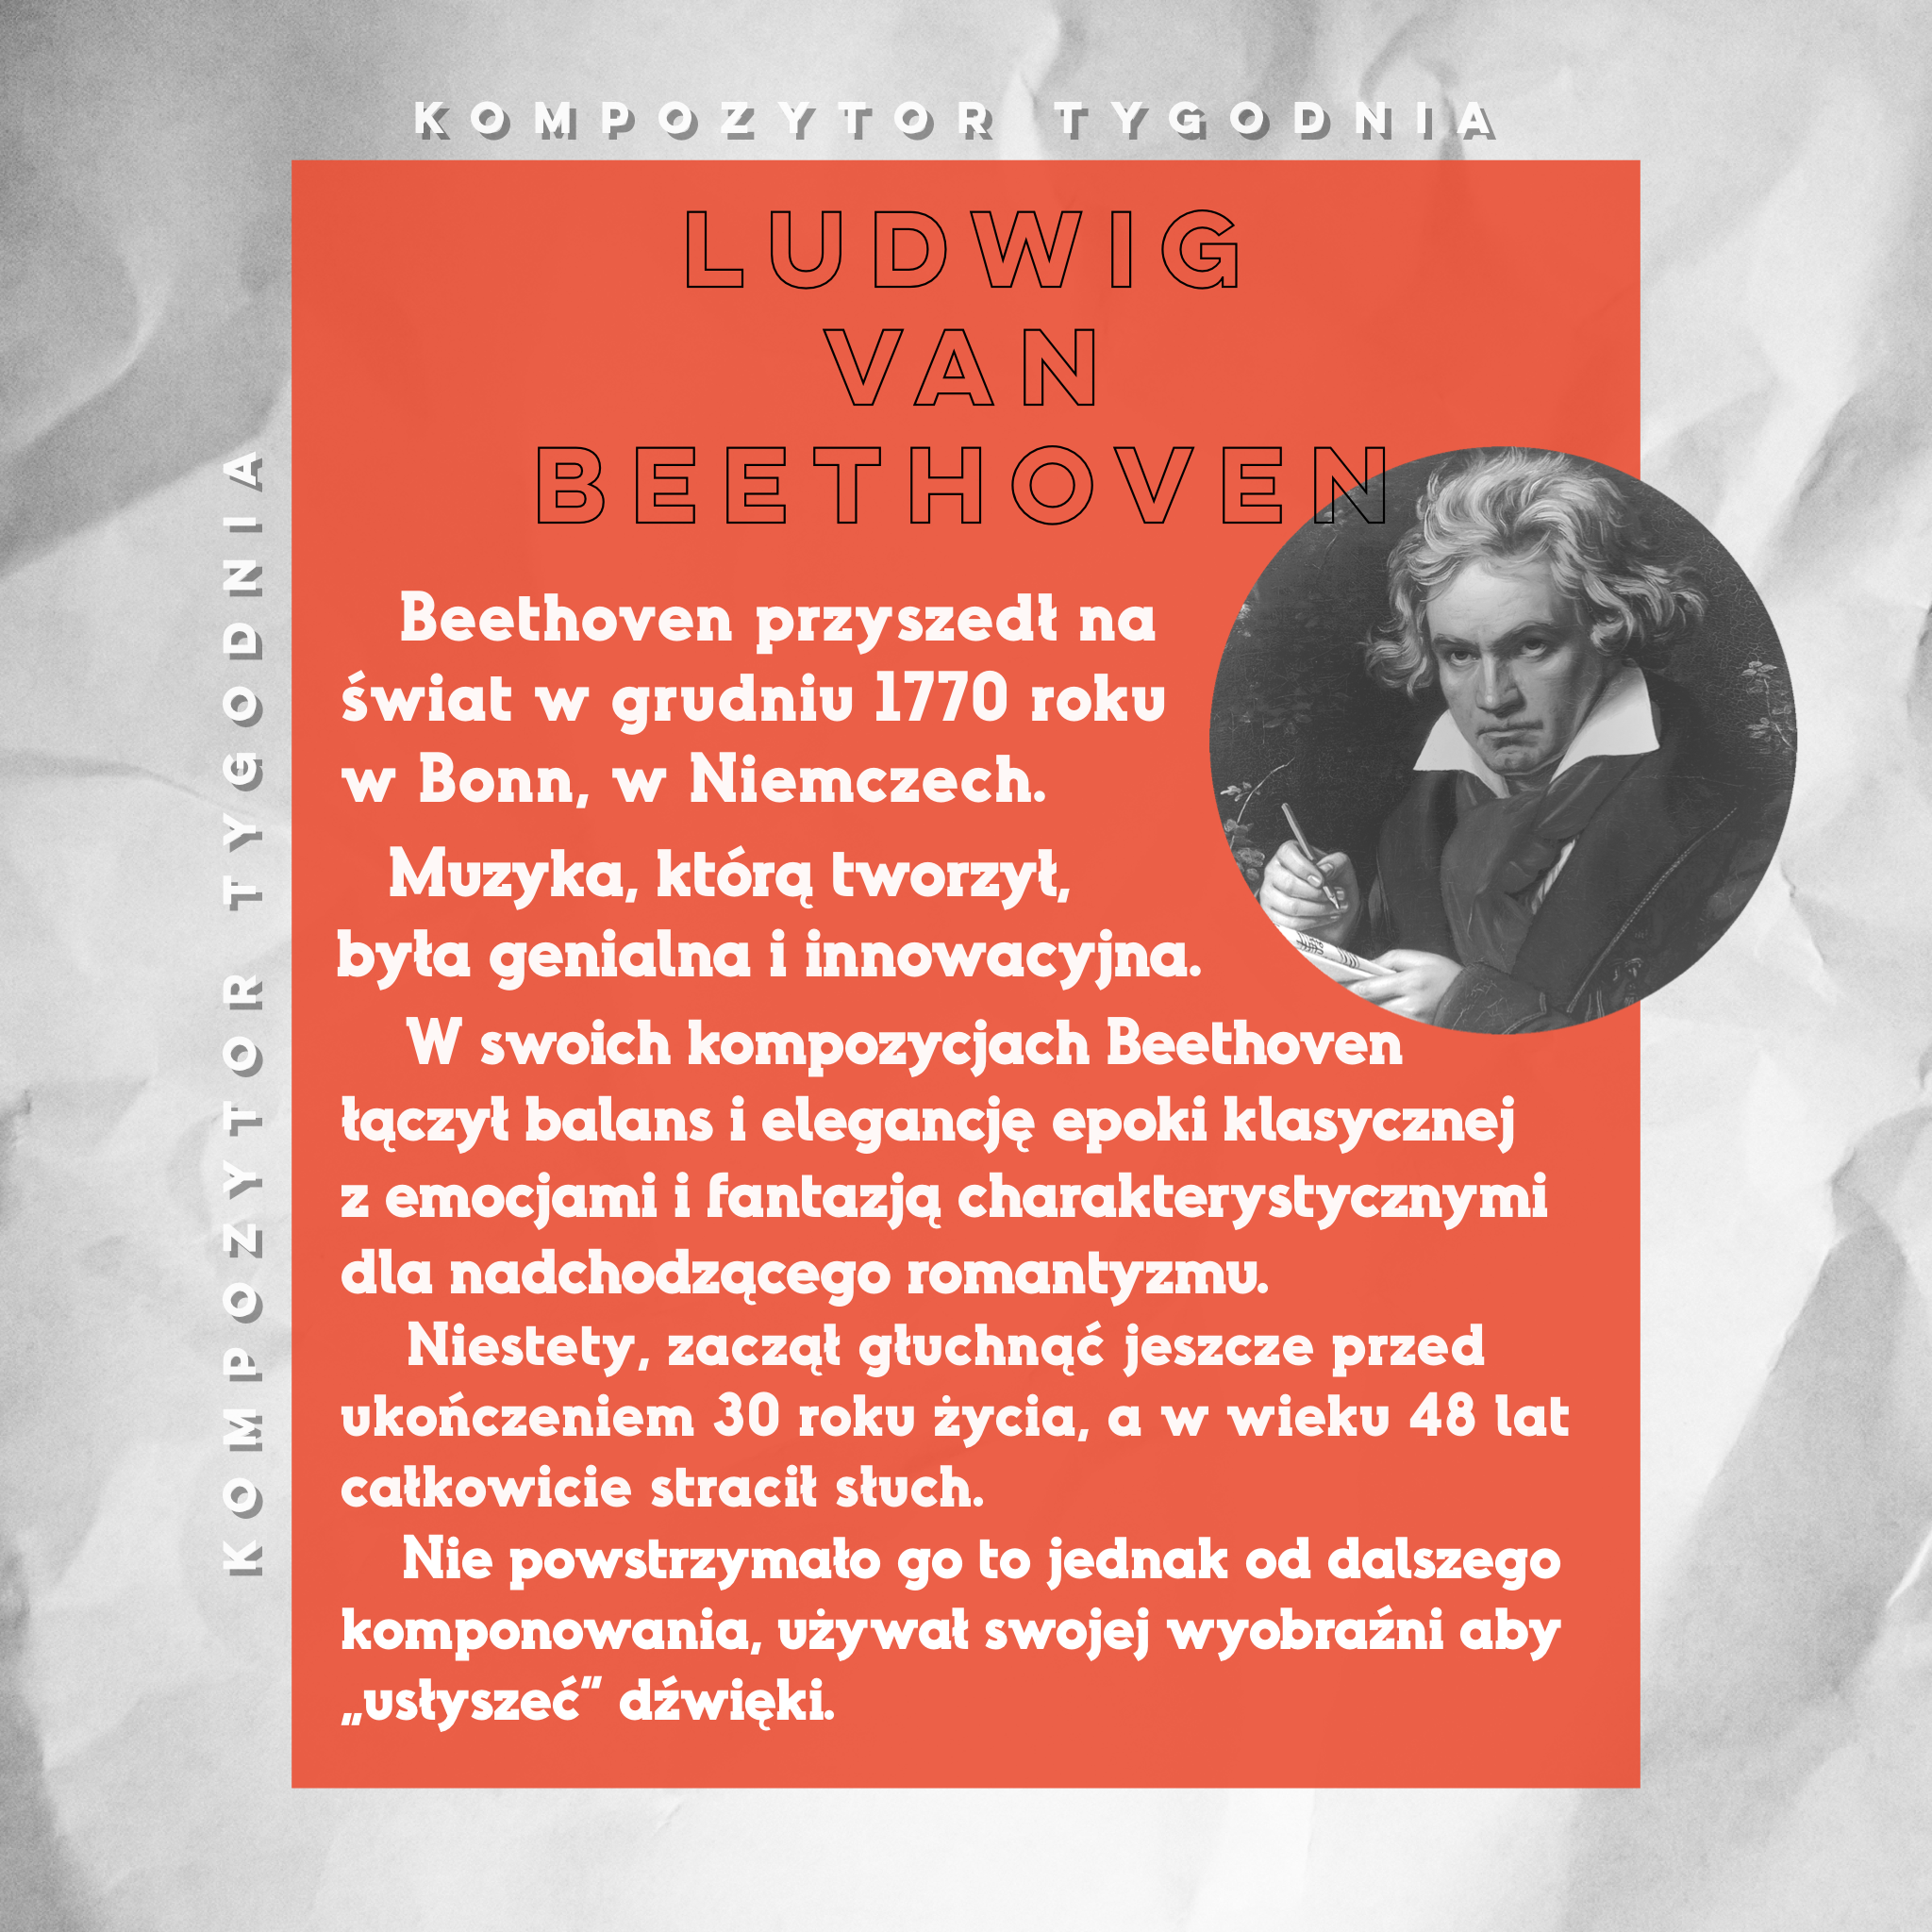 KOMPOZYTOR TYGODNIA
KOMPOZYTOR TYGODNIA
LUDWIG
VAN
BEETHOVEN
Beethoven przyszedł na
świat w grudniu 1770 roku
w Bonn, w Niemczech.
Muzyka, którą tworzył,
była genialna i innowacyjna.
W swoich kompozycjach Beethoven
łączył balans i elegancję epoki klasycznej
z emocjami i fantazją charakterystycznymi
dla nadchodzącego romantyzmu.
Niestety, zaczął głuchnąć jeszcze przed
ukończeniem 30 roku życia, a w wieku 48 lat
całkowicie stracił słuch.
Nie powstrzymało go to jednak od dalszego
komponowania, używał swojej wyobraźni aby
„usłyszeć” dźwięki.